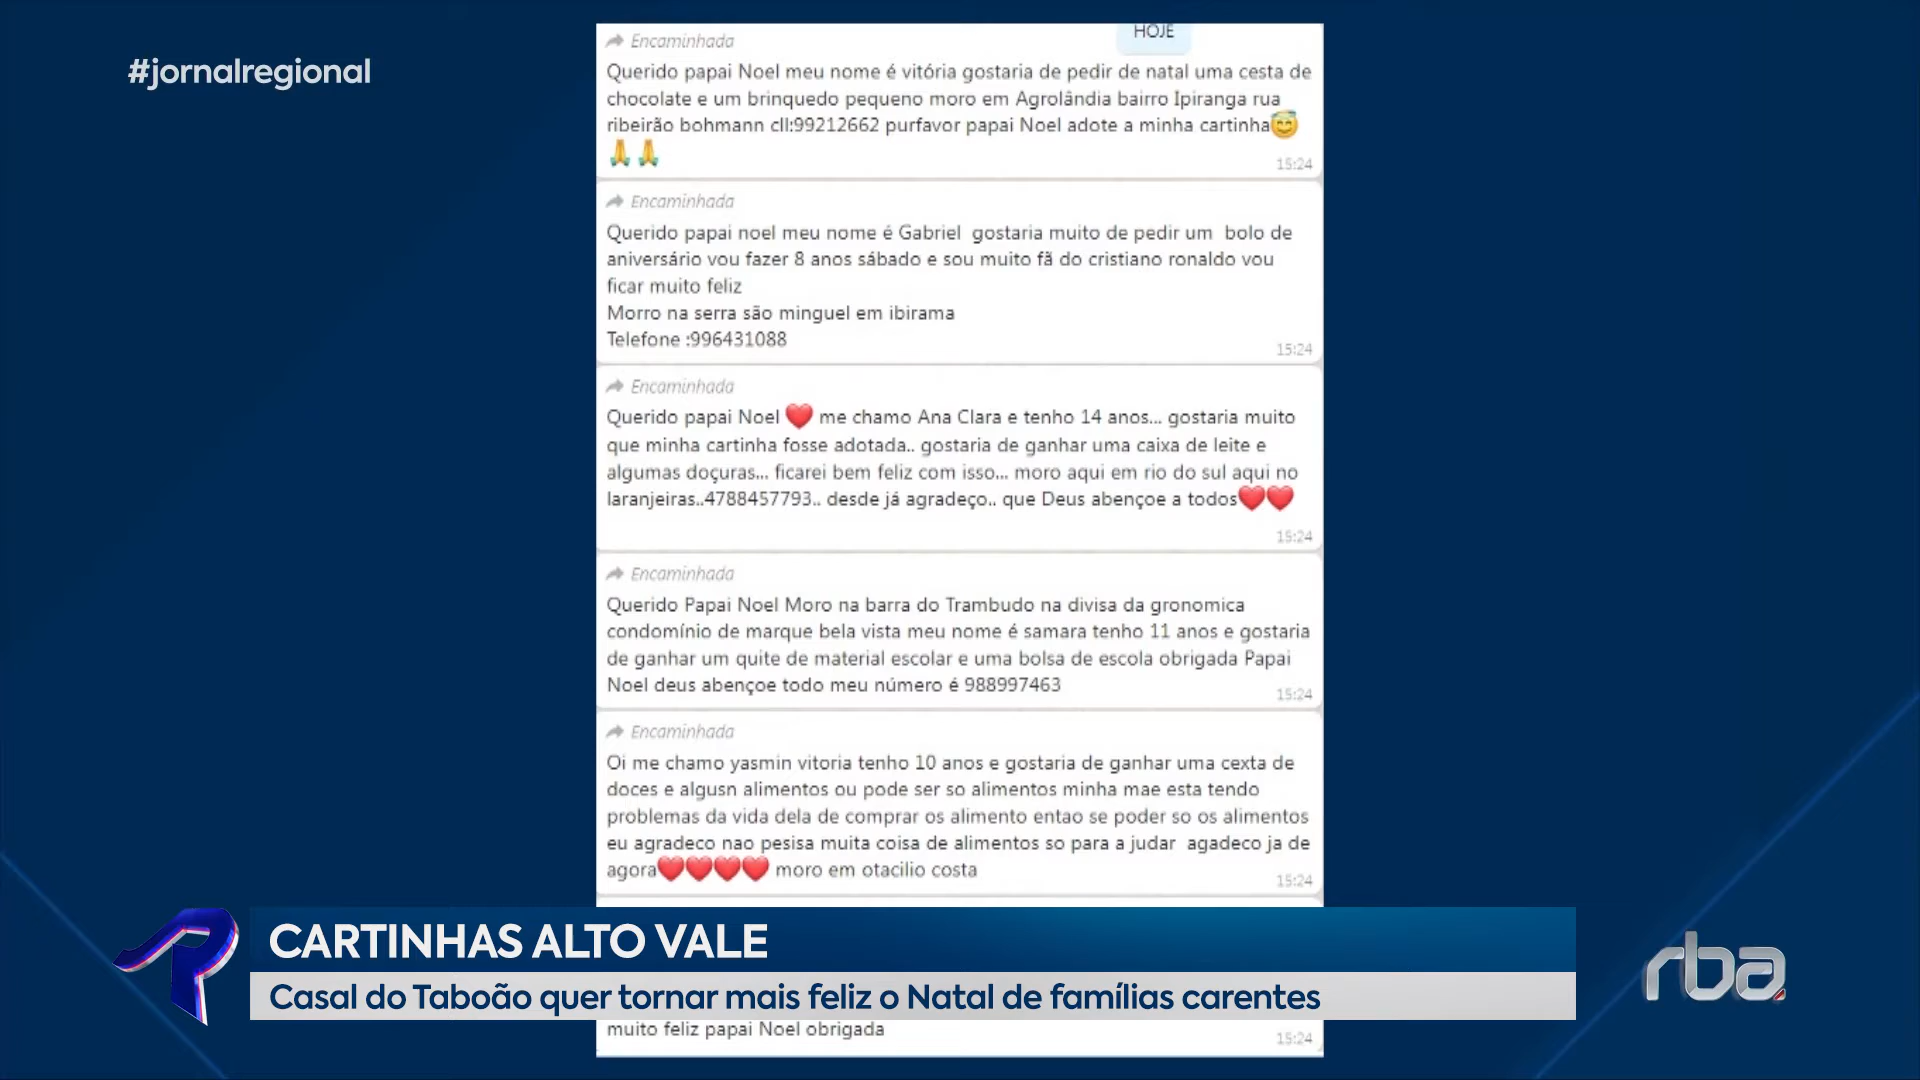 #jornalregional
HOJE
Encaminhada
Querido papai Noel meu nome é vitória gostaria de pedir de natal uma cesta de
chocolate e um brinquedo pequeno moro em Agrolândia bairro Ipiranga rua
ribeirão bohmann cll:99212662 purfavor papai Noel adote a minha cartinha😇
🙏🙏
15:24
Encaminhada
Querido papai noel meu nome é Gabriel gostaria muito de pedir um bolo de
aniversário vou fazer 8 anos sábado e sou muito fã do cristiano ronaldo vou
ficar muito feliz
Morro na serra são minguel em ibirama
Telefone :996431088
15:24
Encaminhada
Querido papai Noel ❤️ me chamo Ana Clara e tenho 14 anos... gostaria muito
que minha cartinha fosse adotada.. gostaria de ganhar uma caixa de leite e
algumas doçuras... ficarei bem feliz com isso... moro aqui em rio do sul aqui no
laranjeiras..4788457793.. desde já agradeço.. que Deus abençoe a todos❤️❤️
15:24
Encaminhada
Querido Papai Noel Moro na barra do Trambudo na divisa da gronomica
condomínio de marque bela vista meu nome é samara tenho 11 anos e gostaria
de ganhar um quite de material escolar e uma bolsa de escola obrigada Papai
Noel deus abençoe todo meu número é 988997463
15:24
Encaminhada
Oi me chamo yasmin vitoria tenho 10 anos e gostaria de ganhar uma cexta de
doces e algusn alimentos ou pode ser so alimentos minha mae esta tendo
problemas da vida dela de comprar os alimento entao se poder so os alimentos
eu agradeco nao pesisa muita coisa de alimentos so para a judar agadeco ja de
agora❤️❤️❤️❤️ moro em otacilio costa
15:24
CARTINHAS ALTO VALE
Casal do Taboão quer tornar mais feliz o Natal de famílias carentes
rba
muito feliz papai Noel obrigada
15:24